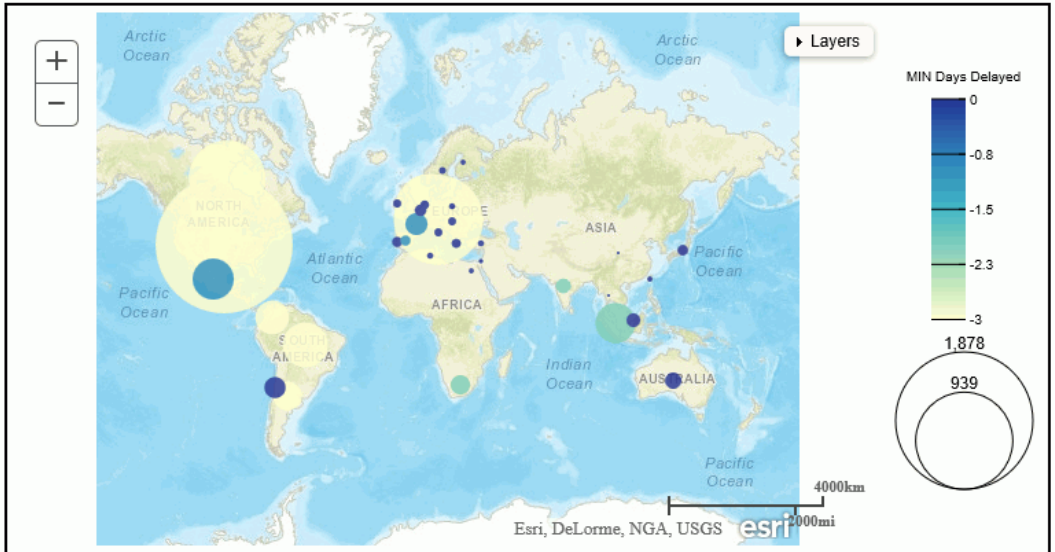 Arctic
Ocean
Arctic
Ocean
Layers
+
−
MIN Days Delayed
0
-0.8
-1.5
-2.3
-3
NORTH
AMERICA
EUROPE
ASIA
Pacific
Ocean
Atlantic
Ocean
Pacific
Ocean
AFRICA
SOUTH
AMERICA
Indian
Ocean
AUSTRALIA
1,878
939
Pacific
Ocean
4000km
2000mi
Esri, DeLorme, NGA, USGS
esri